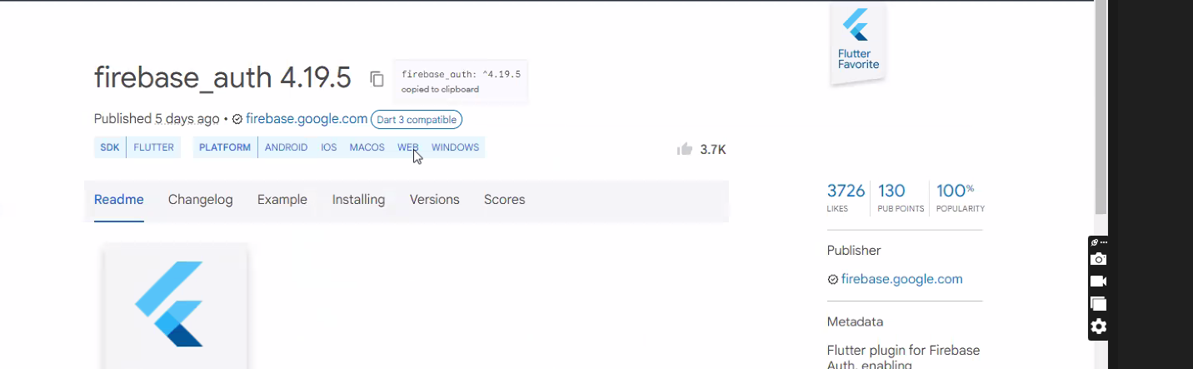 Flutter
Favorite
firebase_auth 4.19.5
firebase_auth: ^4.19.5
copied to clipboard
Published 5 days ago • firebase.google.com Dart 3 compatible
SDK FLUTTER PLATFORM ANDROID IOS MACOS WEB WINDOWS
3.7K
Readme Changelog Example Installing Versions Scores
3726 130 100%
LIKES PUB POINTS POPULARITY
Publisher
firebase.google.com
Metadata
Flutter plugin for Firebase
Auth, enabling